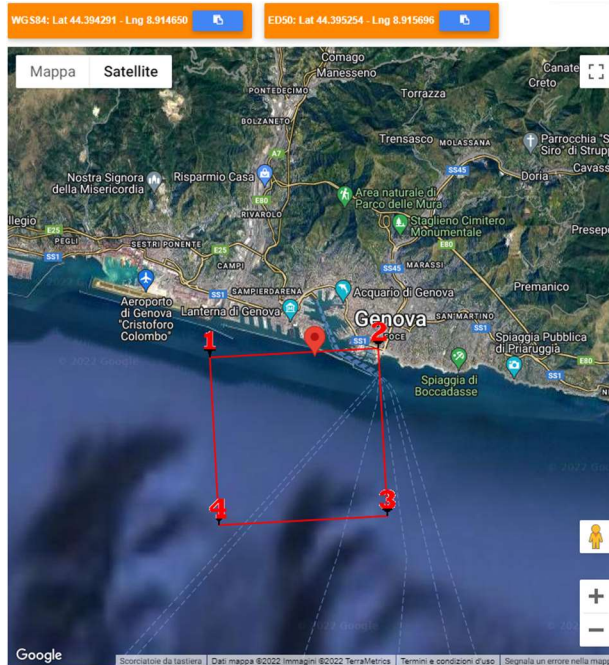 WGS84: Lat 44.394291 - Lng 8.914650
ED50: Lat 44.395254 - Lng 8.915696
Mappa
Satellite
Comago
Manesseno
Canate
Creto
PONTEDECIMO
Torrazza
BOLZANETO
A7
Trensasco
MOLASSANA
Parrocchia "S
Siro" di Strupp
Nostra Signora
della Misericordia
Risparmio Casa
SS45
Doria
Cavass
E80
Area naturale di
Parco delle Mura
RIVAROLO
Staglieno Cimitero
Monumentale
llegio
E25
PEGLI
SS1
SESTRI PONENTE
E25
E80
Presep
CAMPI
SS45
MARASSI
Aeroporto
di Genova
"Cristoforo
Colombo"
SS1
SAMPIERDARENA
Acquario di Genova
Premanico
Lanterna di Genova
Genova
SAN MARTINO
1
2
SS1
FOCE
Spiaggia Pubblica
di Priaruggia
SS1
Spiaggia di
Boccadasse
4
3
Google
Scorciatoie da tastiera
Dati mappa ©2022 Immagini ©2022 TerraMetrics
Termini e condizioni d'uso
Segnala un errore nella mappa